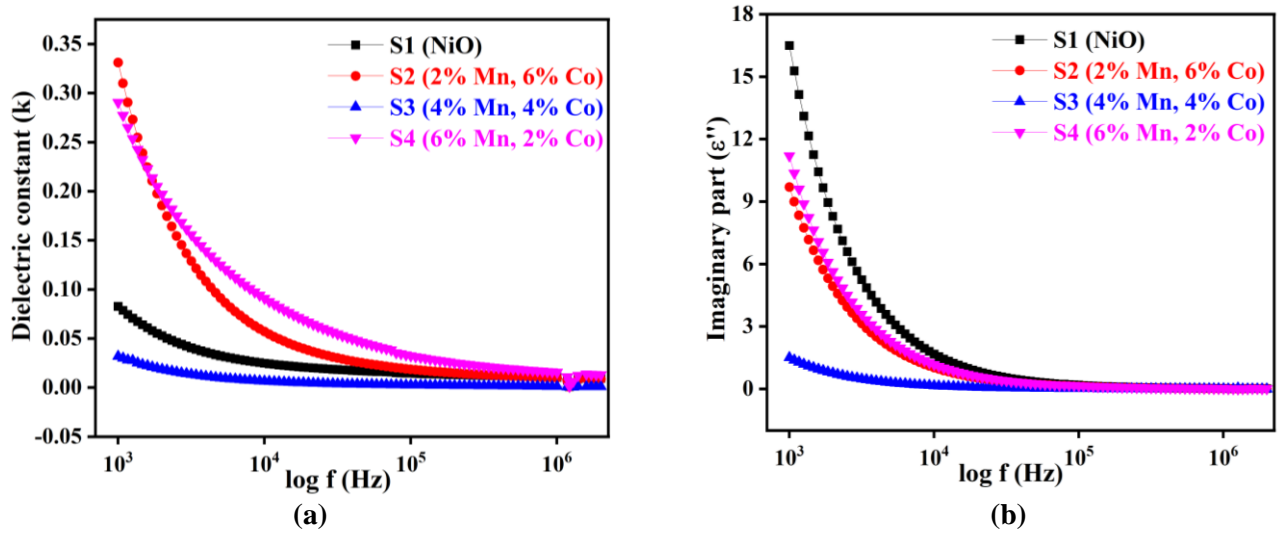 0.35
0.30
0.25
0.20
0.15
0.10
0.05
0.00
-0.05
Dielectric constant (k)
S1 (NiO)
S2 (2% Mn, 6% Co)
S3 (4% Mn, 4% Co)
S4 (6% Mn, 2% Co)
10³ 10⁴ 10⁵ 10⁶
log f (Hz)
(a)
18
15
12
9
6
3
0
Imaginary part (ε'')
S1 (NiO)
S2 (2% Mn, 6% Co)
S3 (4% Mn, 4% Co)
S4 (6% Mn, 2% Co)
10³ 10⁴ 10⁵ 10⁶
log f (Hz)
(b)